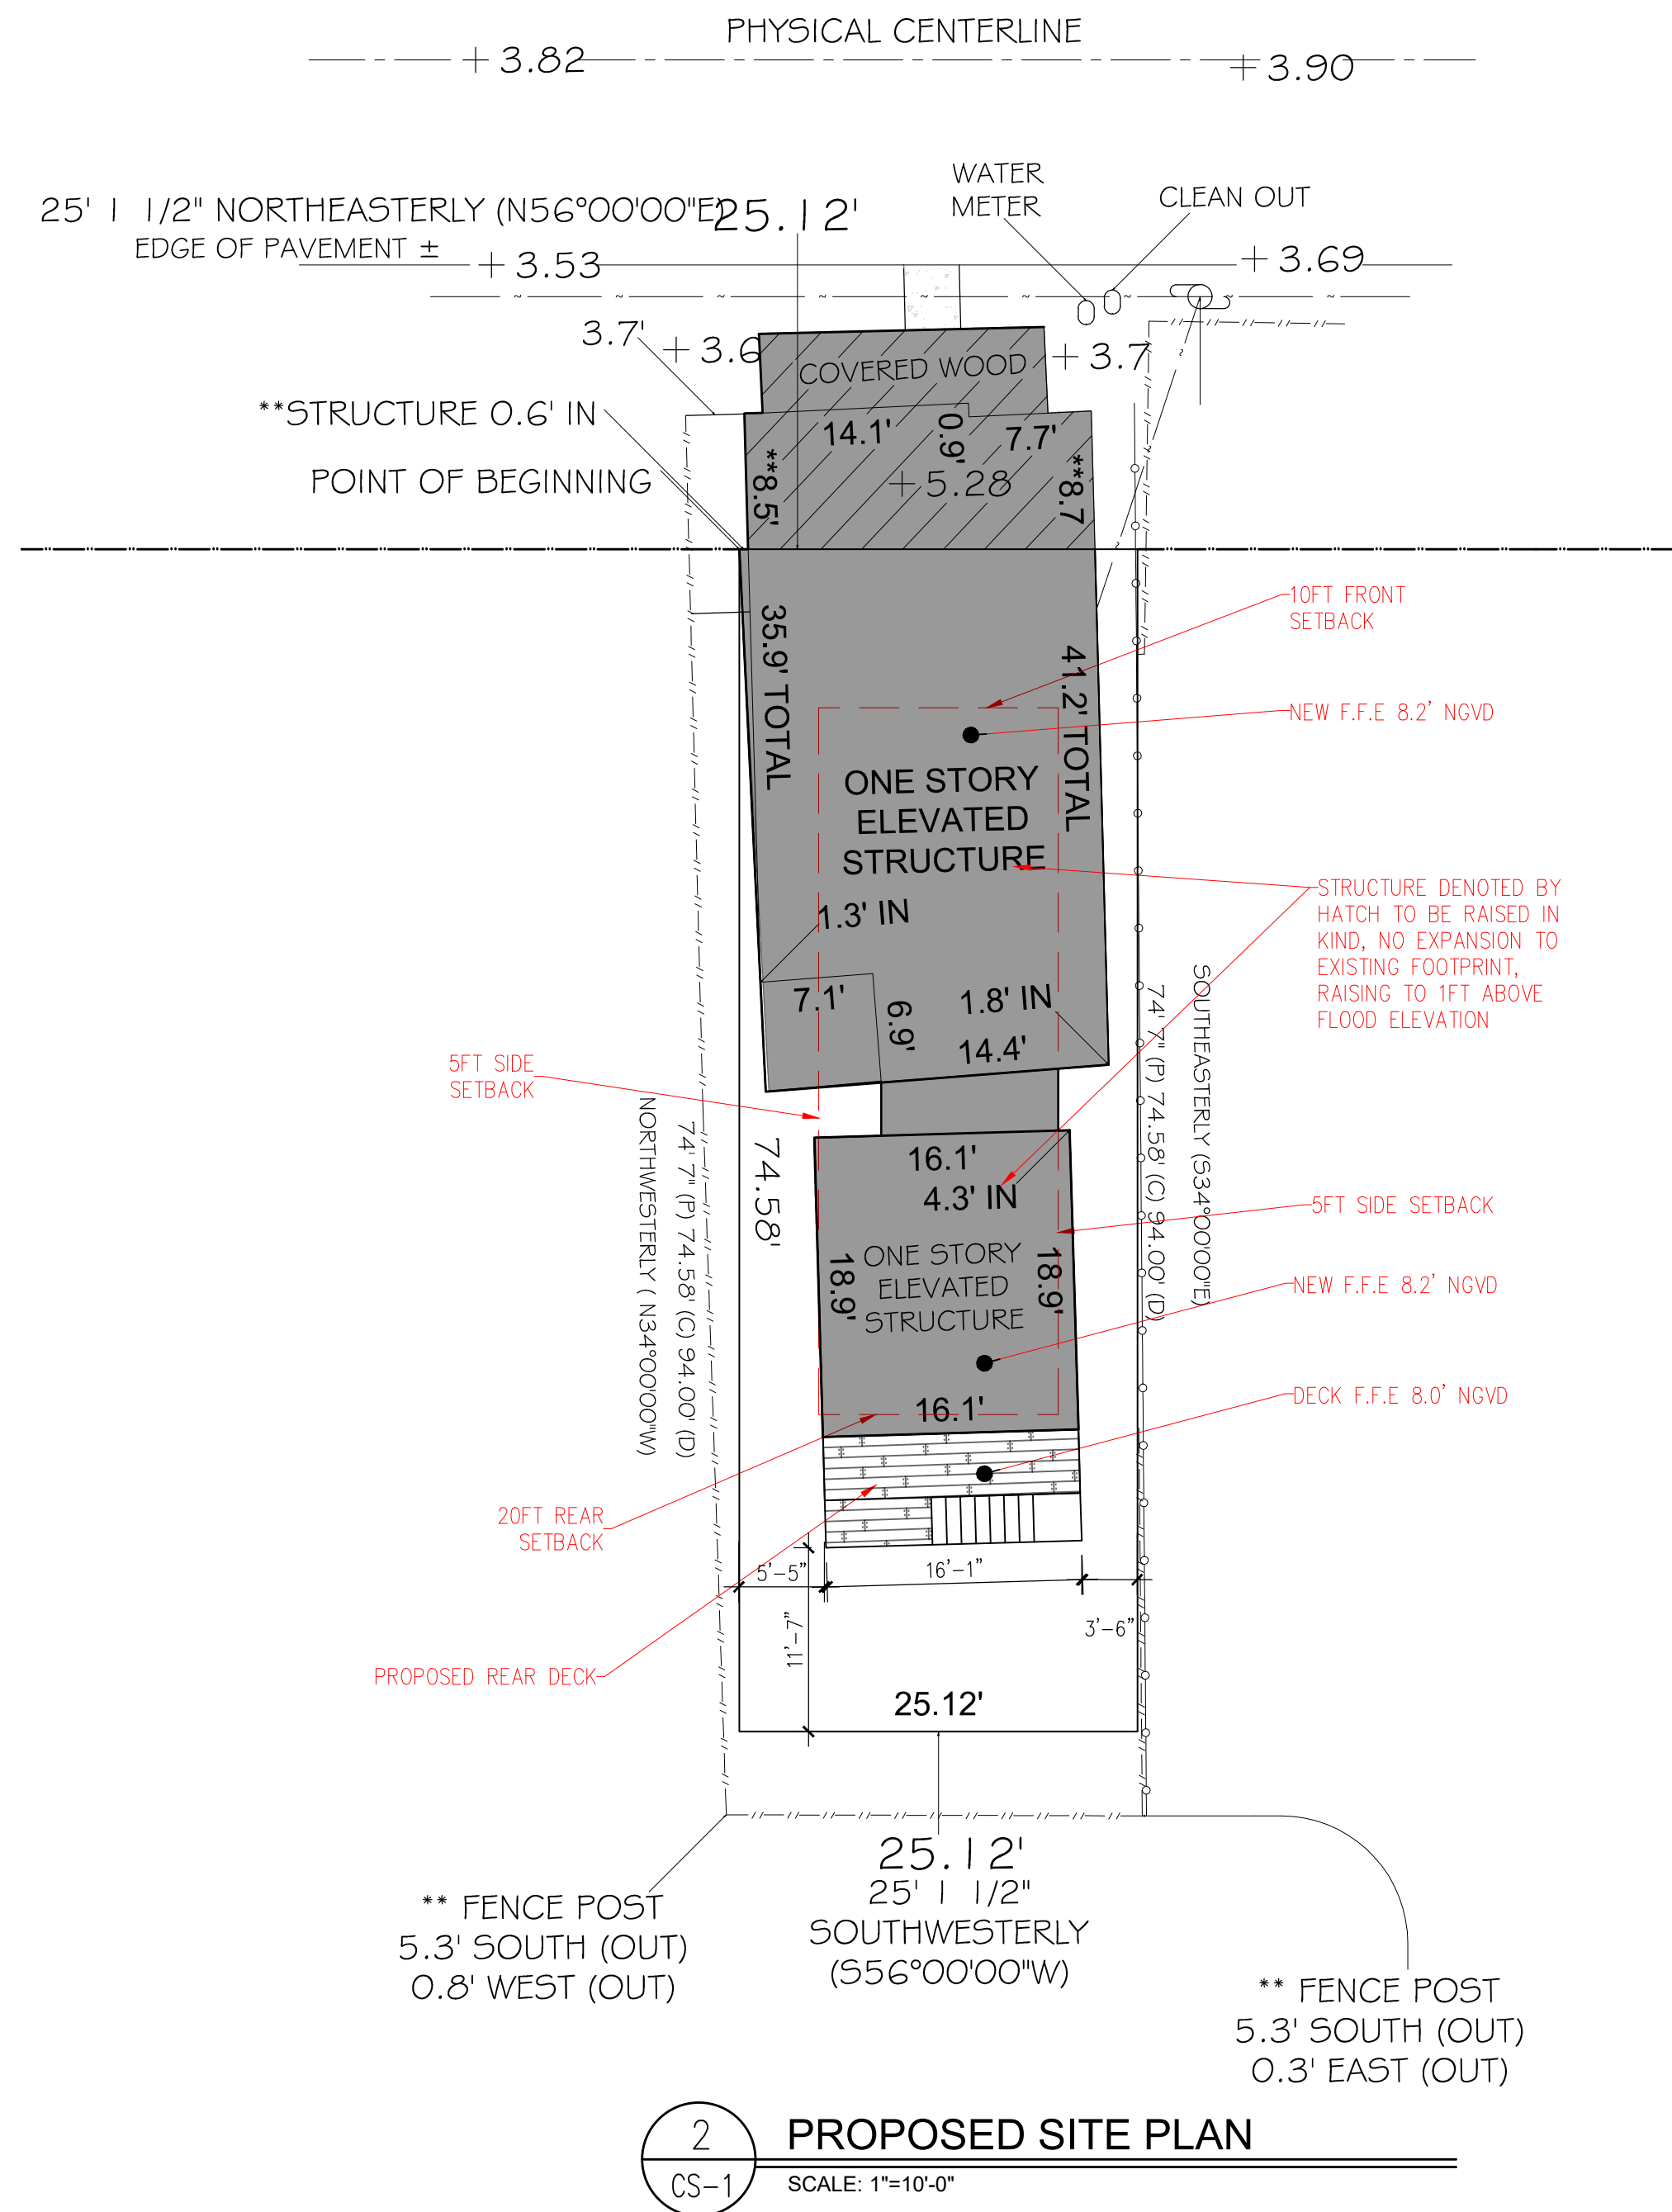 PHYSICAL CENTERLINE
+ 3.82
+ 3.90
WATER
METER
CLEAN OUT
25' 1 1/2" NORTHEASTERLY (N56°00'00"E)
25.12'
EDGE OF PAVEMENT ±
+ 3.53
+ 3.69
3.7'
+ 3.6
+ 3.7
COVERED WOOD
**STRUCTURE 0.6' IN
14.1'
0.9'
7.7'
POINT OF BEGINNING
**8.5'
+ 5.28
**8.7
10FT FRONT
SETBACK
35.9' TOTAL
41.2' TOTAL
NEW F.F.E 8.2' NGVD
ONE STORY
ELEVATED
STRUCTURE
STRUCTURE DENOTED BY
HATCH TO BE RAISED IN
KIND, NO EXPANSION TO
EXISTING FOOTPRINT,
RAISING TO 1FT ABOVE
FLOOD ELEVATION
1.3' IN
7.1'
6.9'
1.8' IN
14.4'
5FT SIDE
SETBACK
NORTHWESTERLY ( N34°00'00"W)
74' 7" (P) 74.58' (C) 94.00' (D)
74.58'
SOUTHEASTERLY (S34°00'00"E)
74' 7" (P) 74.58' (C) 94.00' (D)
16.1'
4.3' IN
5FT SIDE SETBACK
ONE STORY
ELEVATED
STRUCTURE
18.9'
18.9'
NEW F.F.E 8.2' NGVD
16.1'
DECK F.F.E 8.0' NGVD
20FT REAR
SETBACK
5'-5"
16'-1"
3'-6"
11'-7"
PROPOSED REAR DECK
25.12'
25.12'
25' 1 1/2"
SOUTHWESTERLY
(S56°00'00"W)
** FENCE POST
5.3' SOUTH (OUT)
0.8' WEST (OUT)
** FENCE POST
5.3' SOUTH (OUT)
0.3' EAST (OUT)
2
CS-1
PROPOSED SITE PLAN
SCALE: 1"=10'-0"